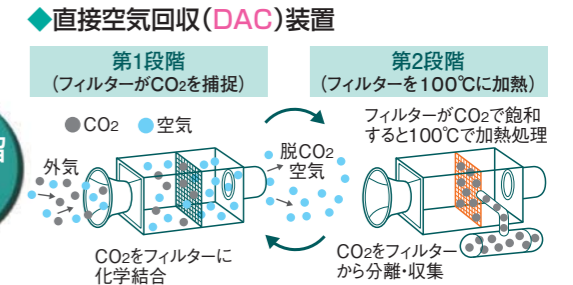 ◆直接空気回収(DAC)装置
第1段階
(フィルターがCO2を捕捉)
第2段階
(フィルターを100℃に加熱)
CO2 空気
外気
脱CO2
空気
CO2をフィルターに
化学結合
フィルターがCO2で飽和
すると100℃で加熱処理
CO2をフィルター
から分離・収集